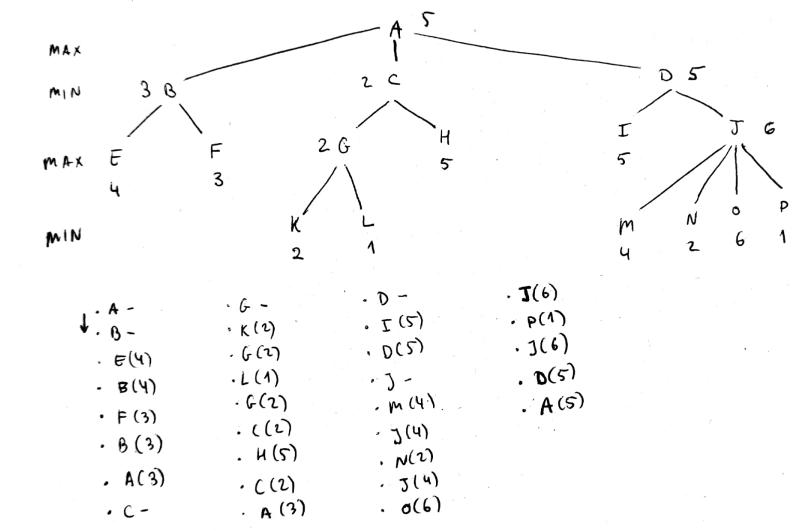 A 5
MAX
MIN 3 B 2 C D 5
MAX E F 2 G H I J 6
4 3 5 5
MIN K L M N O P
2 1 4 2 6 1
↓ · A -
· B -
· E(4)
· B(4)
· F(3)
· B(3)
· A(3)
· C -
· G -
· K(2)
· G(2)
· L(1)
· G(2)
· C(2)
· H(5)
· C(2)
· A(3)
· D -
· I(5)
· D(5)
· J -
· M(4)
· J(4)
· N(2)
· J(4)
· O(6)
· J(6)
· P(1)
· J(6)
· D(5)
· A(5)